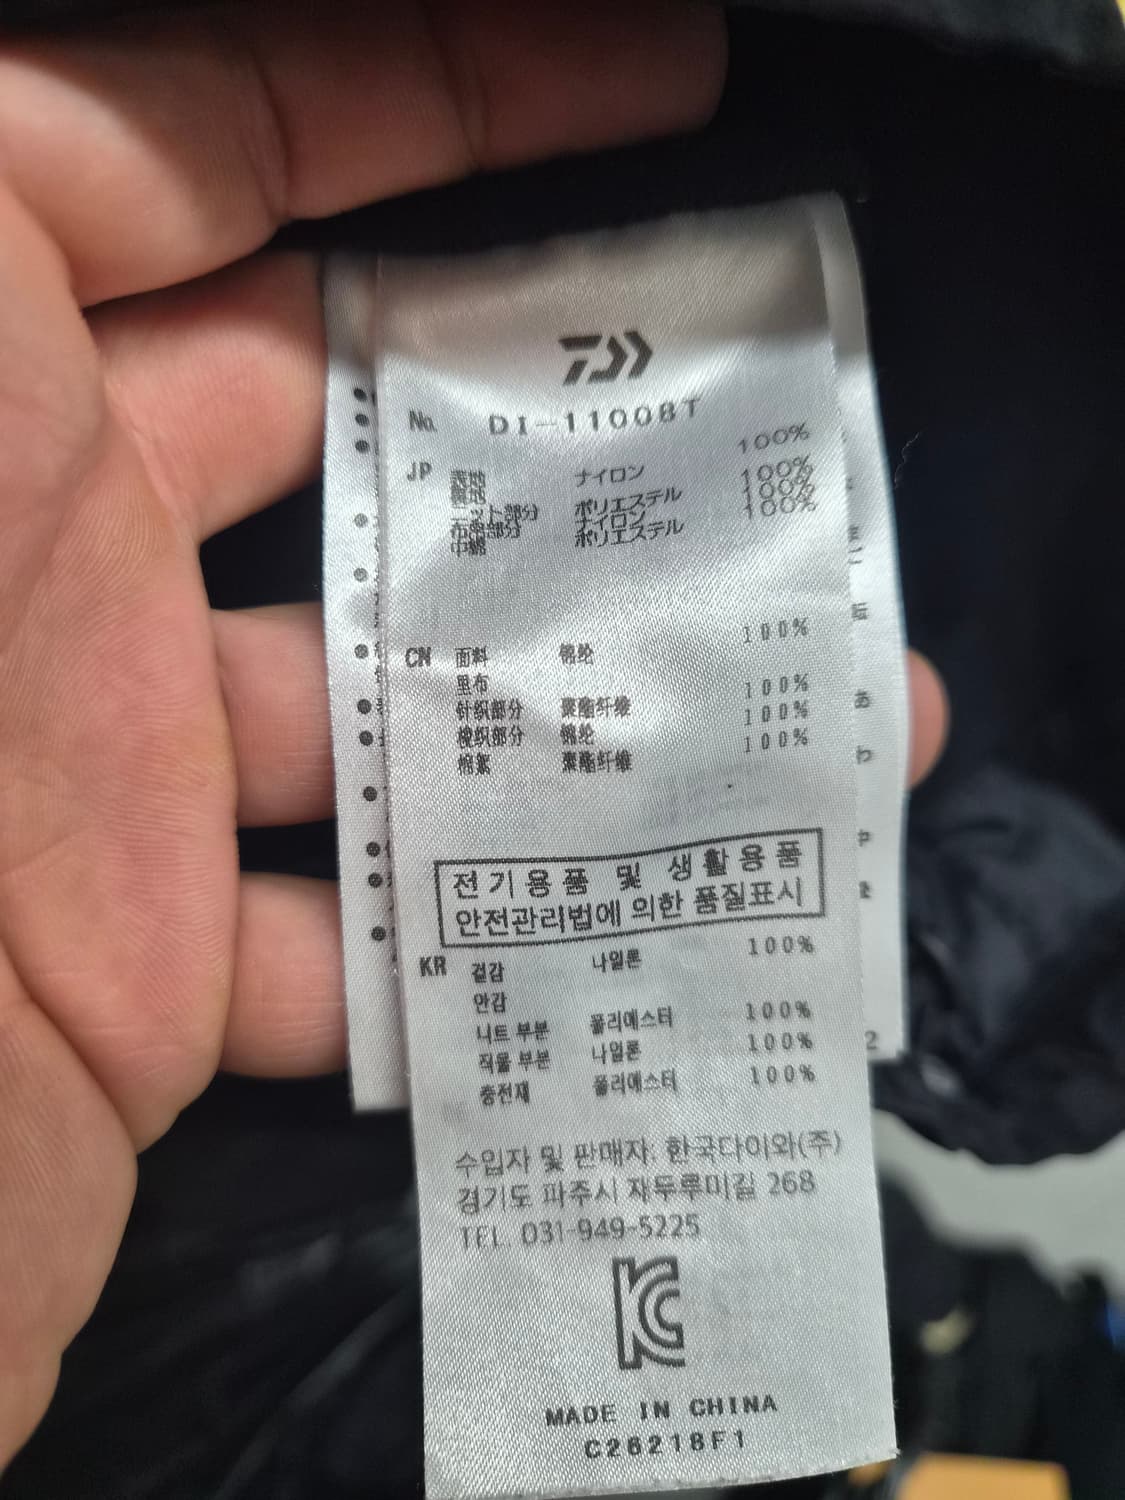 No. DI-1100BT
JP 表地 ナイロン 100%
裏地
ニット部分 ポリエステル 100%
布帛部分 ナイロン 100%
中綿 ポリエステル 100%
CN 面料 锦纶 100%
里布
针织部分 聚酯纤维 100%
梭织部分 锦纶 100%
棉絮 聚酯纤维 100%
전기용품 및 생활용품
안전관리법에 의한 품질표시
KR 겉감 나일론 100%
안감
니트 부분 폴리에스터 100%
직물 부분 나일론 100%
충전재 폴리에스터 100%
수입자 및 판매자: 한국다이와(주)
경기도 파주시 재두루미길 268
TEL. 031-949-5225
KC
MADE IN CHINA
C26218F1